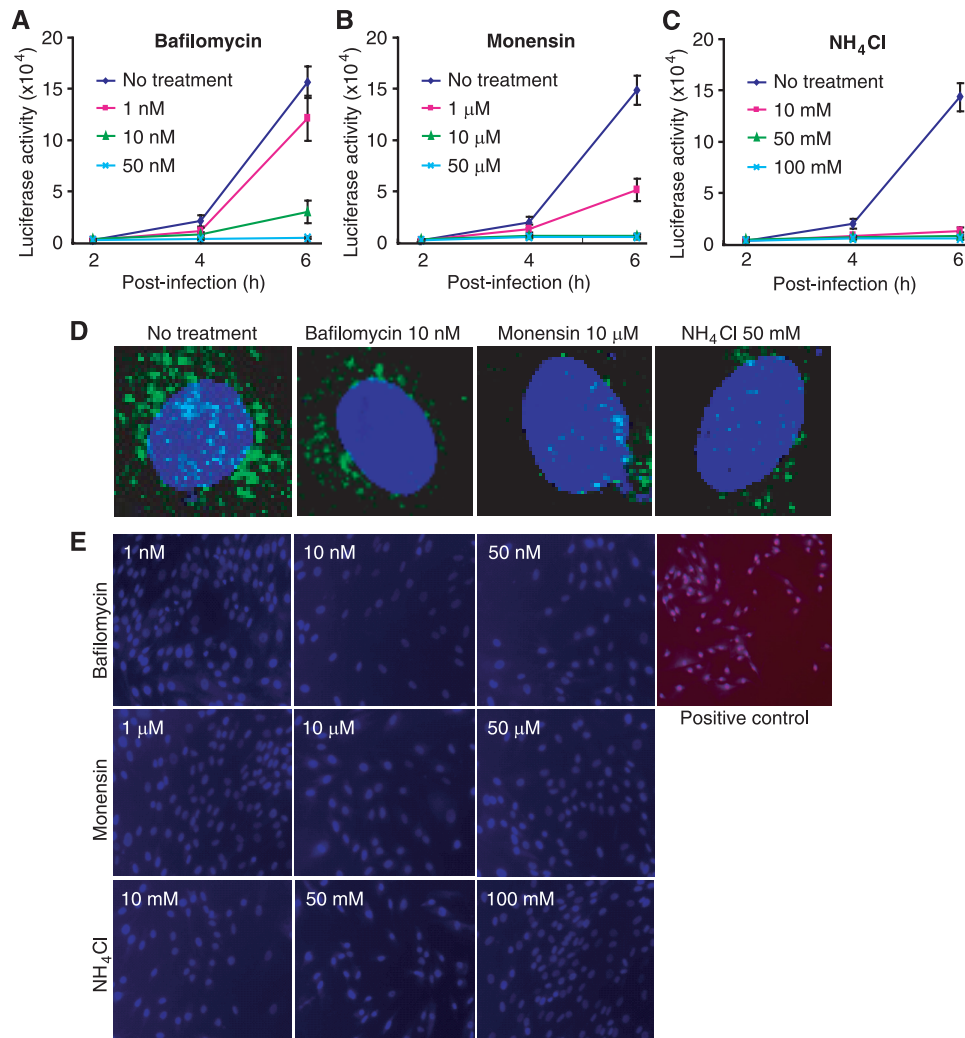 A
Bafilomycin
Luciferase activity (x10⁴)
20
15
10
5
0
No treatment
1 nM
10 nM
50 nM
2
4
6
Post-infection (h)
B
Monensin
Luciferase activity (x10⁴)
20
15
10
5
0
No treatment
1 μM
10 μM
50 μM
2
4
6
Post-infection (h)
C
NH₄Cl
Luciferase activity (x10⁴)
20
15
10
5
0
No treatment
10 mM
50 mM
100 mM
2
4
6
Post-infection (h)
D
No treatment
Bafilomycin 10 nM
Monensin 10 μM
NH₄Cl 50 mM
E
Bafilomycin
1 nM
10 nM
50 nM
Positive control
Monensin
1 μM
10 μM
50 μM
NH₄Cl
10 mM
50 mM
100 mM